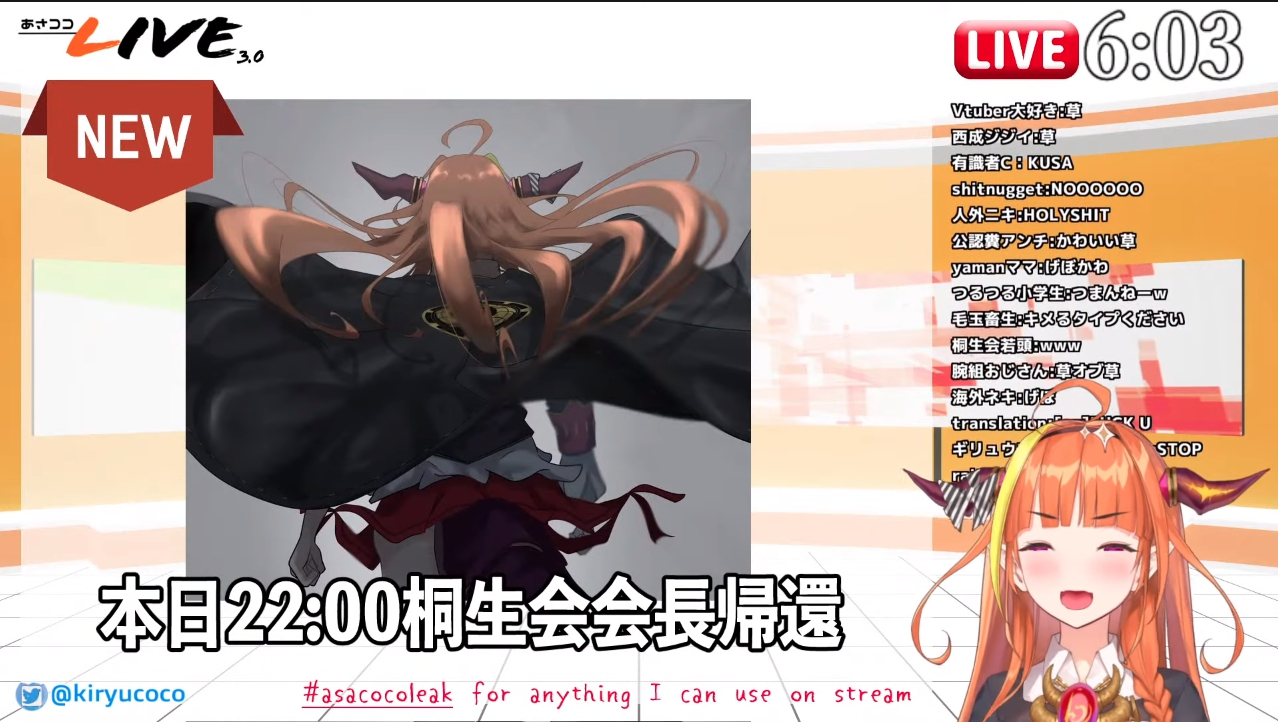 あさココ
LIVE 3.0
LIVE 6:03
NEW
Vtuber大好き:草
西成ジジイ:草
有識者C:KUSA
shitnugget:NOOOOOO
人外ニキ:HOLYSHIT
公認糞アンチ:かわいい草
yamanママ:げぼかわ
つるつる小学生:つまんねーw
毛玉畜生:キメるタイプください
桐生会若頭:www
腕組おじさん:草オブ草
海外ネキ:げぼ
translation: U
ギリュウ STOP
本日22:00桐生会会長帰還
@kiryucoco
#asacocoleak for anything I can use on stream